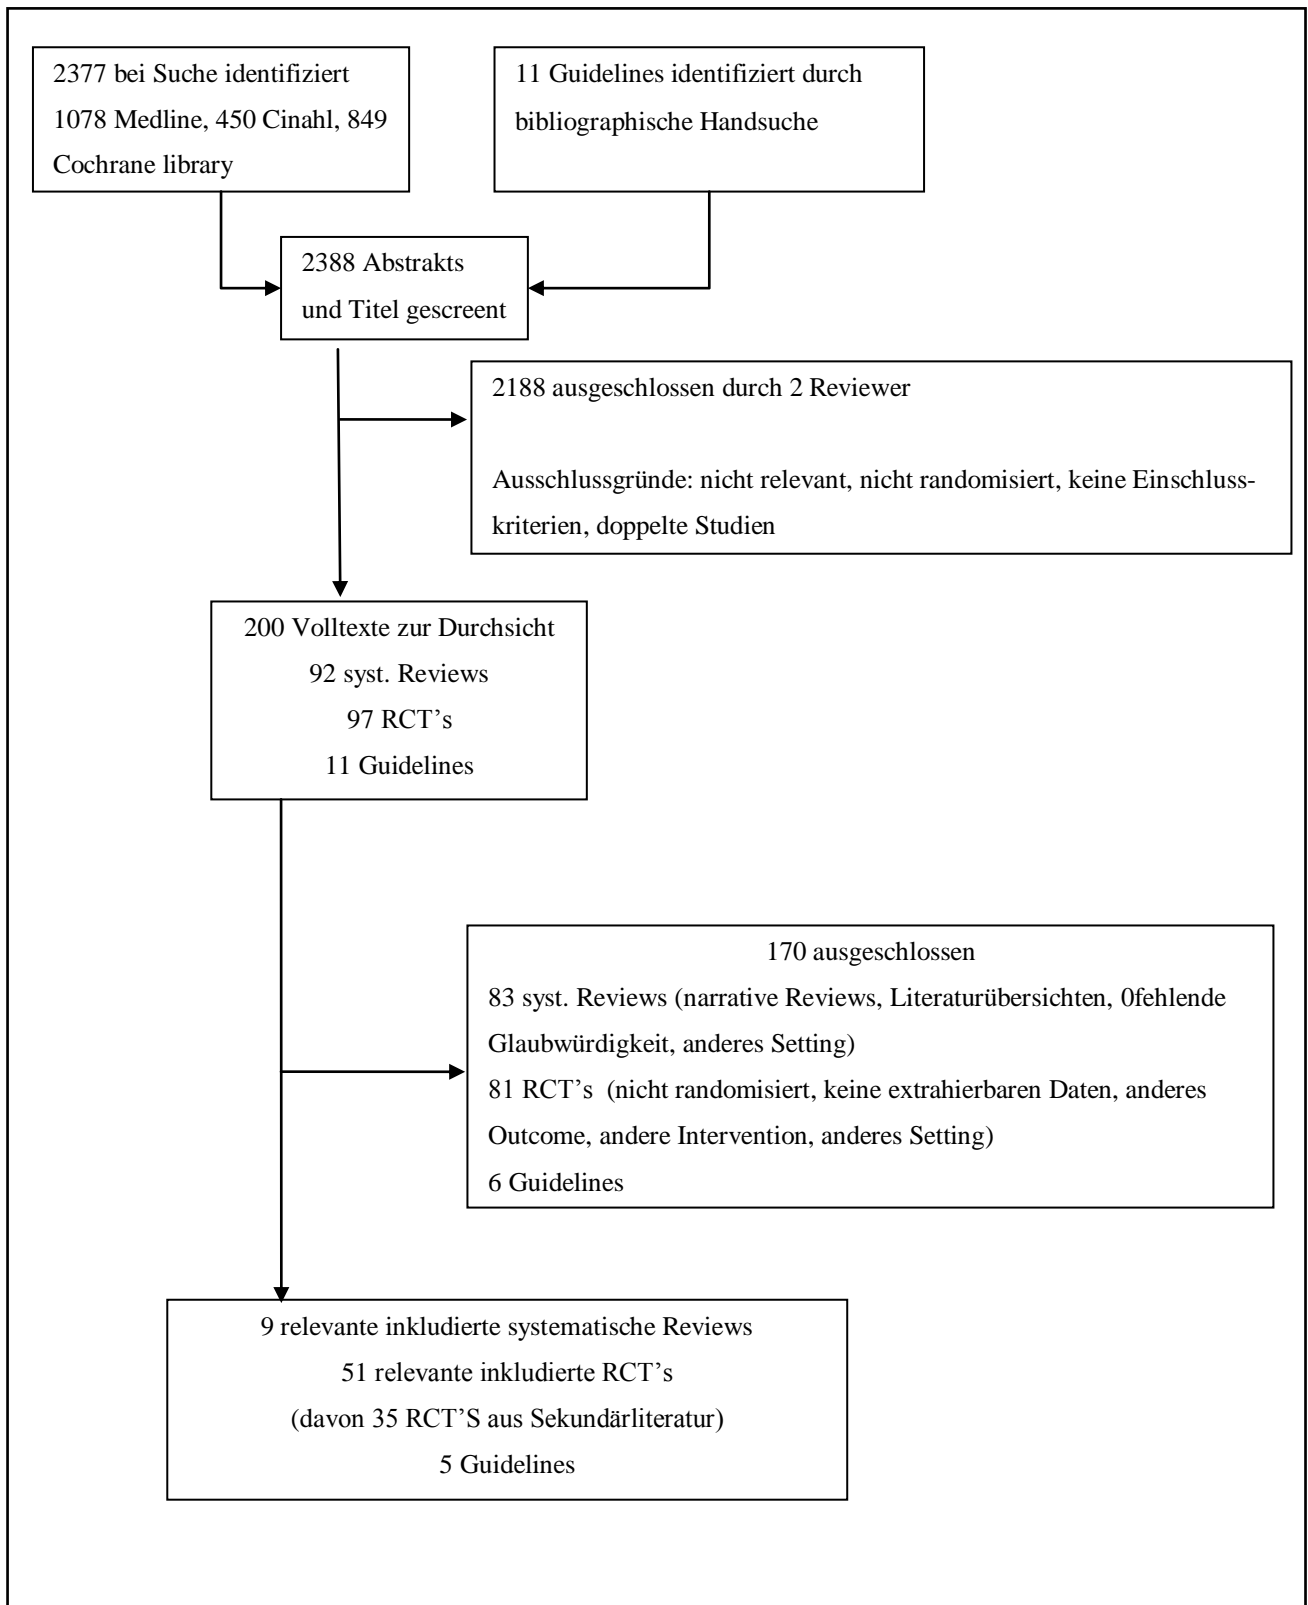 2377 bei Suche identifiziert
1078 Medline, 450 Cinahl, 849
Cochrane library
11 Guidelines identifiziert durch
bibliographische Handsuche
2388 Abstrakts
und Titel gescreent
2188 ausgeschlossen durch 2 Reviewer
Ausschlussgründe: nicht relevant, nicht randomisiert, keine Einschluss-
kriterien, doppelte Studien
200 Volltexte zur Durchsicht
92 syst. Reviews
97 RCT’s
11 Guidelines
170 ausgeschlossen
83 syst. Reviews (narrative Reviews, Literaturübersichten, 0fehlende
Glaubwürdigkeit, anderes Setting)
81 RCT’s (nicht randomisiert, keine extrahierbaren Daten, anderes
Outcome, andere Intervention, anderes Setting)
6 Guidelines
9 relevante inkludierte systematische Reviews
51 relevante inkludierte RCT’s
(davon 35 RCT’S aus Sekundärliteratur)
5 Guidelines